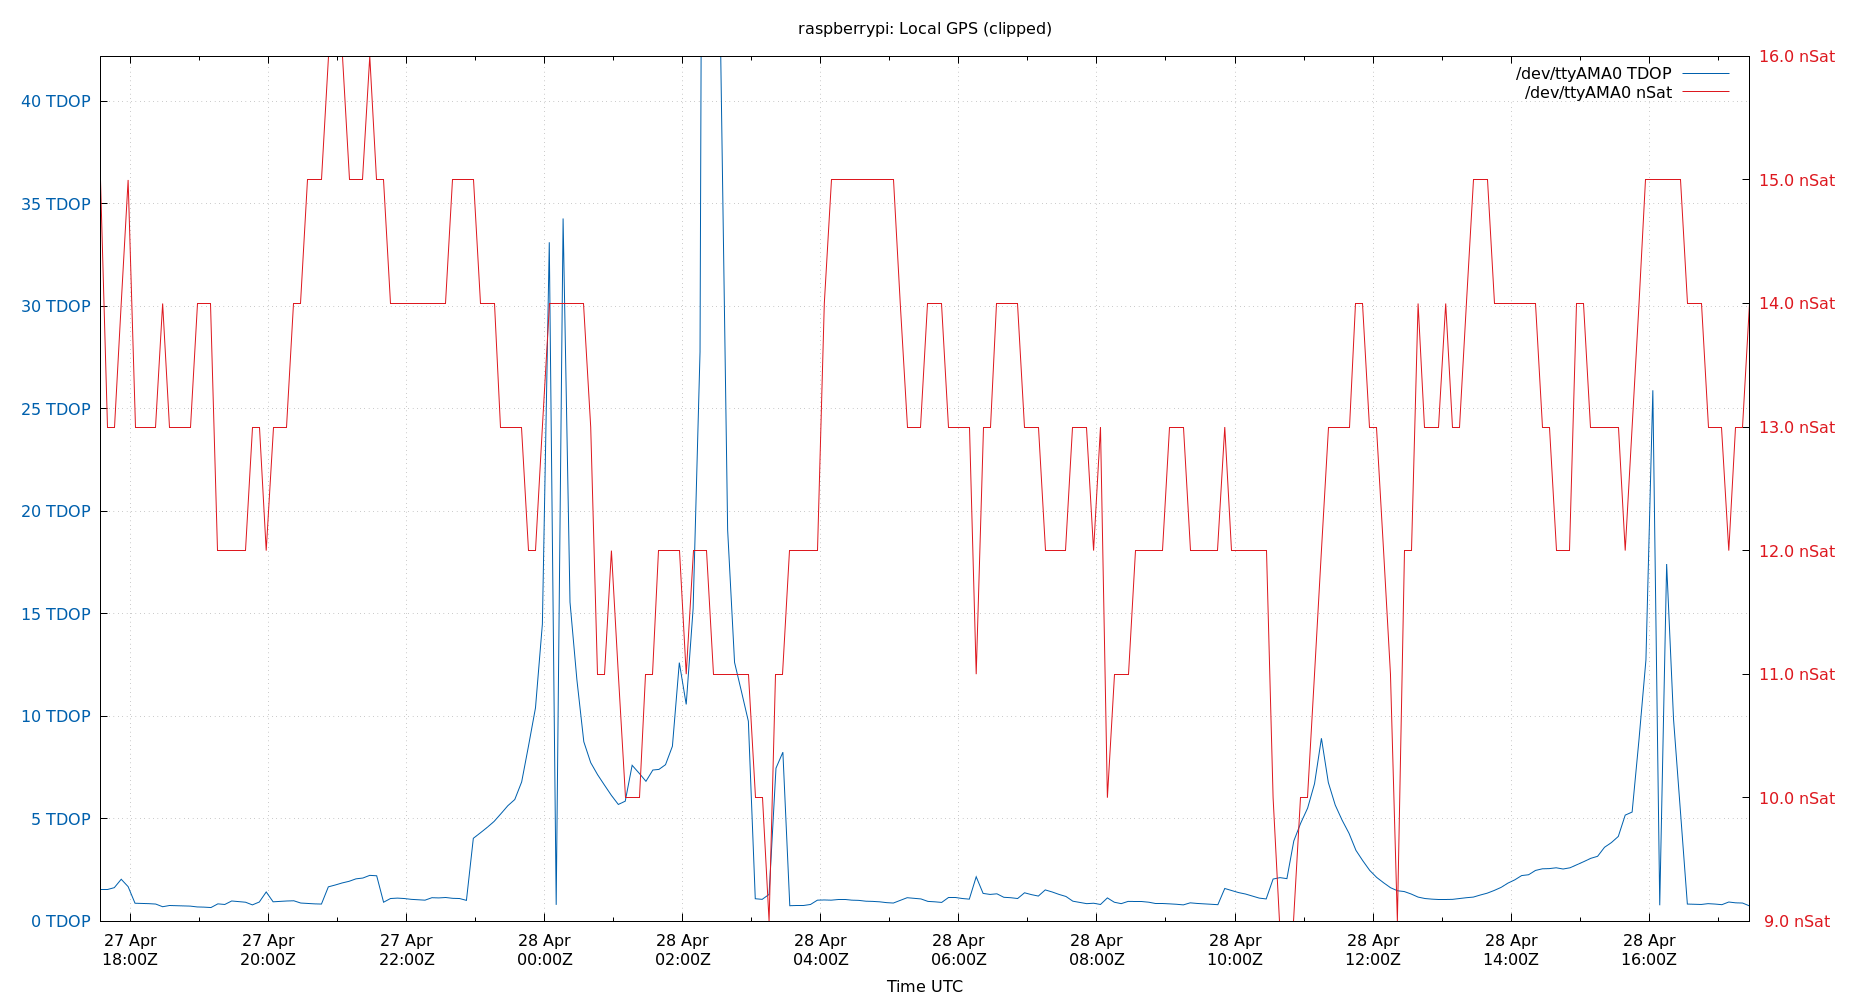 raspberrypi: Local GPS (clipped)
/dev/ttyAMA0 TDOP
/dev/ttyAMA0 nSat
40 TDOP
35 TDOP
30 TDOP
25 TDOP
20 TDOP
15 TDOP
10 TDOP
5 TDOP
0 TDOP
16.0 nSat
15.0 nSat
14.0 nSat
13.0 nSat
12.0 nSat
11.0 nSat
10.0 nSat
9.0 nSat
27 Apr 27 Apr 27 Apr 28 Apr 28 Apr 28 Apr 28 Apr 28 Apr 28 Apr 28 Apr 28 Apr 28 Apr
18:00Z 20:00Z 22:00Z 00:00Z 02:00Z 04:00Z 06:00Z 08:00Z 10:00Z 12:00Z 14:00Z 16:00Z
Time UTC